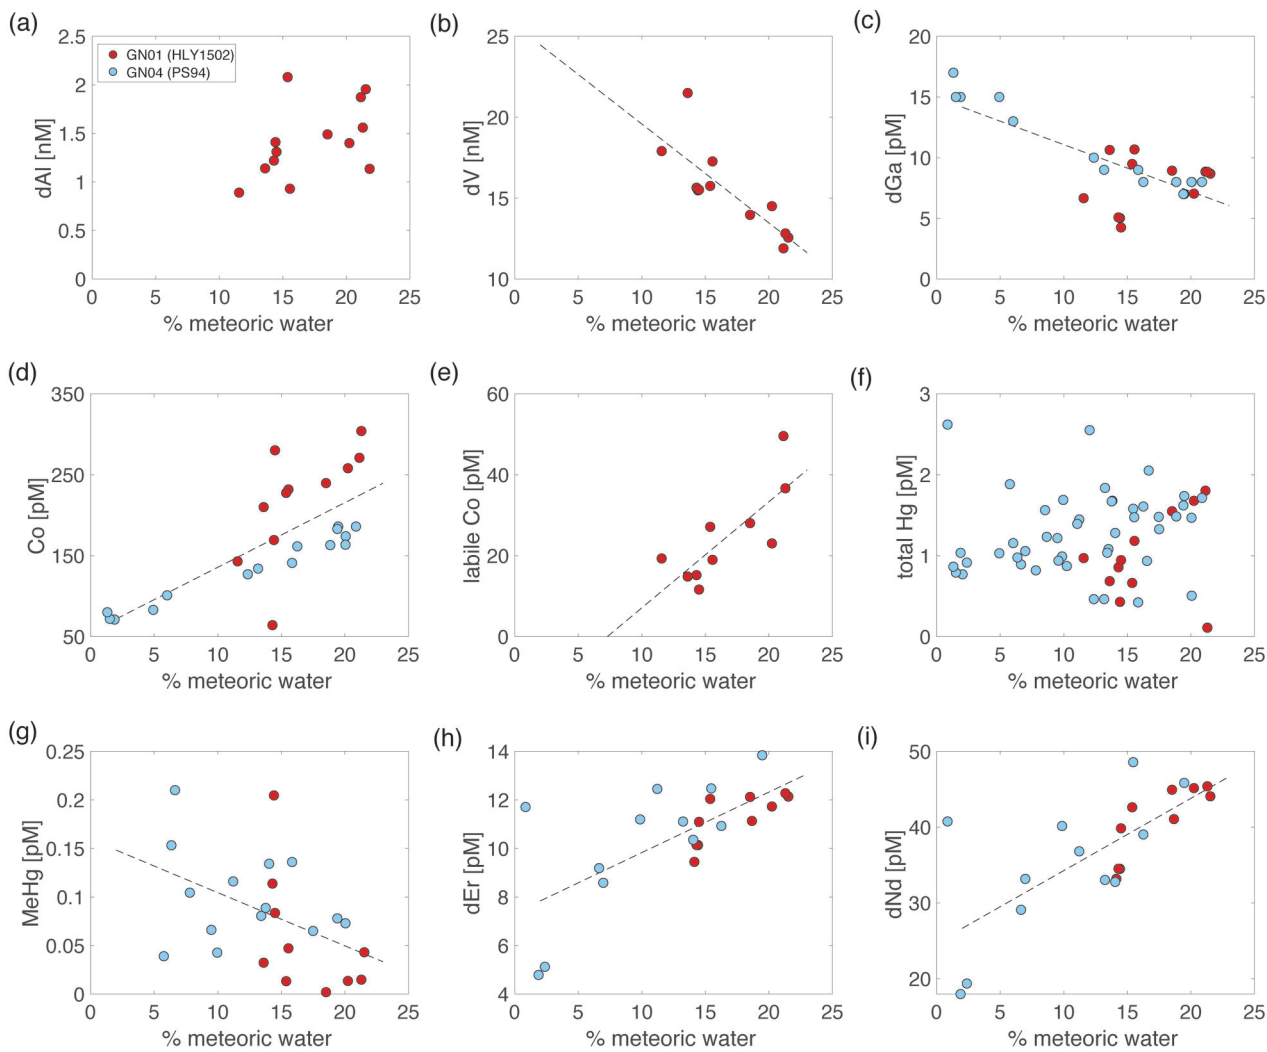 (a)
2.5
2
1.5
1
0.5
0
dAl [nM]
GN01 (HLY1502)
GN04 (PS94)
0 5 10 15 20 25
% meteoric water
(b)
25
20
15
10
dV [nM]
0 5 10 15 20 25
% meteoric water
(c)
20
15
10
5
0
dGa [pM]
0 5 10 15 20 25
% meteoric water
(d)
350
250
150
50
Co [pM]
0 5 10 15 20 25
% meteoric water
(e)
60
40
20
0
labile Co [pM]
0 5 10 15 20 25
% meteoric water
(f)
3
2
1
0
total Hg [pM]
0 5 10 15 20 25
% meteoric water
(g)
0.25
0.2
0.15
0.1
0.05
0
MeHg [pM]
0 5 10 15 20 25
% meteoric water
(h)
14
12
10
8
6
4
dEr [pM]
0 5 10 15 20 25
% meteoric water
(i)
50
40
30
20
dNd [pM]
0 5 10 15 20 25
% meteoric water